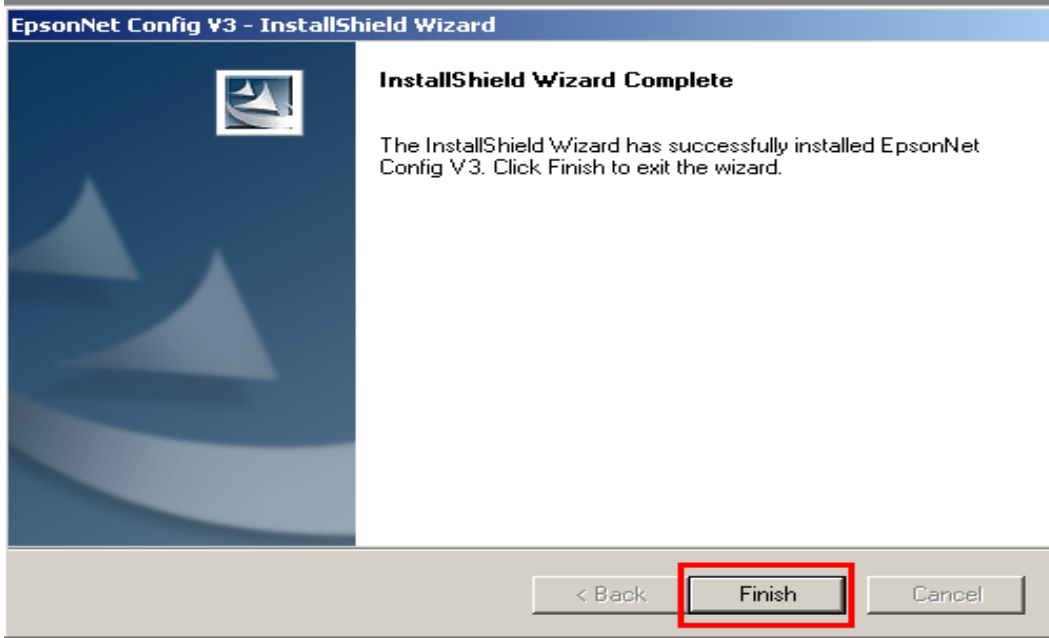 EpsonNet Config V3 - InstallShield Wizard
InstallShield Wizard Complete
The InstallShield Wizard has successfully installed EpsonNet
Config V3. Click Finish to exit the wizard.
< Back
Finish
Cancel